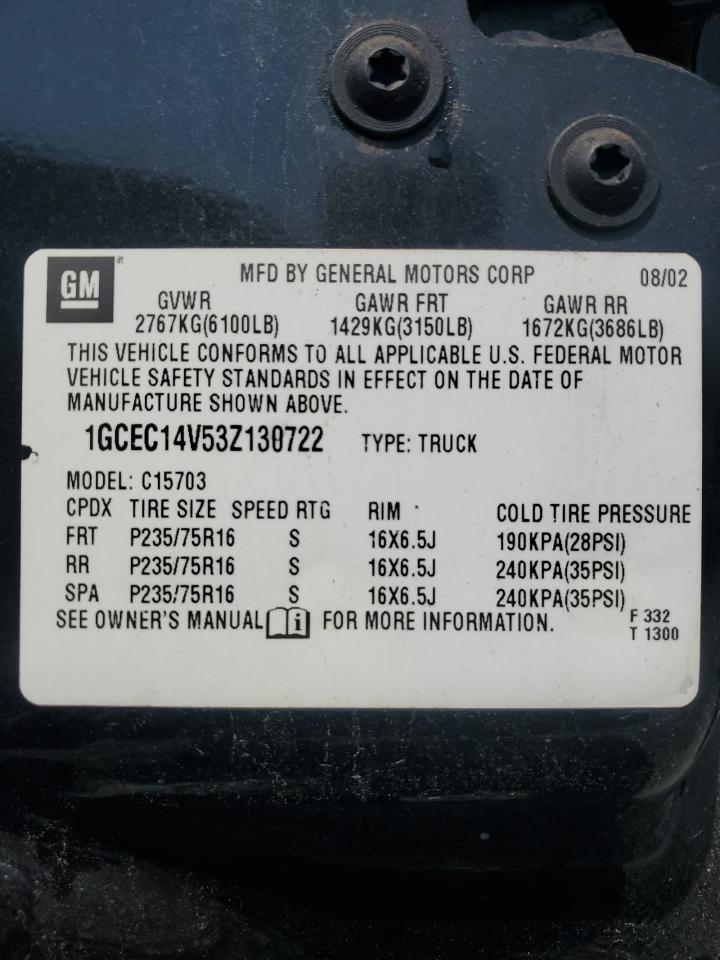 GM
MFD BY GENERAL MOTORS CORP 08/02
GVWR GAWR FRT GAWR RR
2767KG(6100LB) 1429KG(3150LB) 1672KG(3686LB)
THIS VEHICLE CONFORMS TO ALL APPLICABLE U.S. FEDERAL MOTOR
VEHICLE SAFETY STANDARDS IN EFFECT ON THE DATE OF
MANUFACTURE SHOWN ABOVE.
1GCEC14V53Z130722 TYPE: TRUCK
MODEL: C15703
CPDX TIRE SIZE SPEED RTG RIM COLD TIRE PRESSURE
FRT P235/75R16 S 16X6.5J 190KPA(28PSI)
RR P235/75R16 S 16X6.5J 240KPA(35PSI)
SPA P235/75R16 S 16X6.5J 240KPA(35PSI)
SEE OWNER'S MANUAL i FOR MORE INFORMATION.
F 332
T 1300